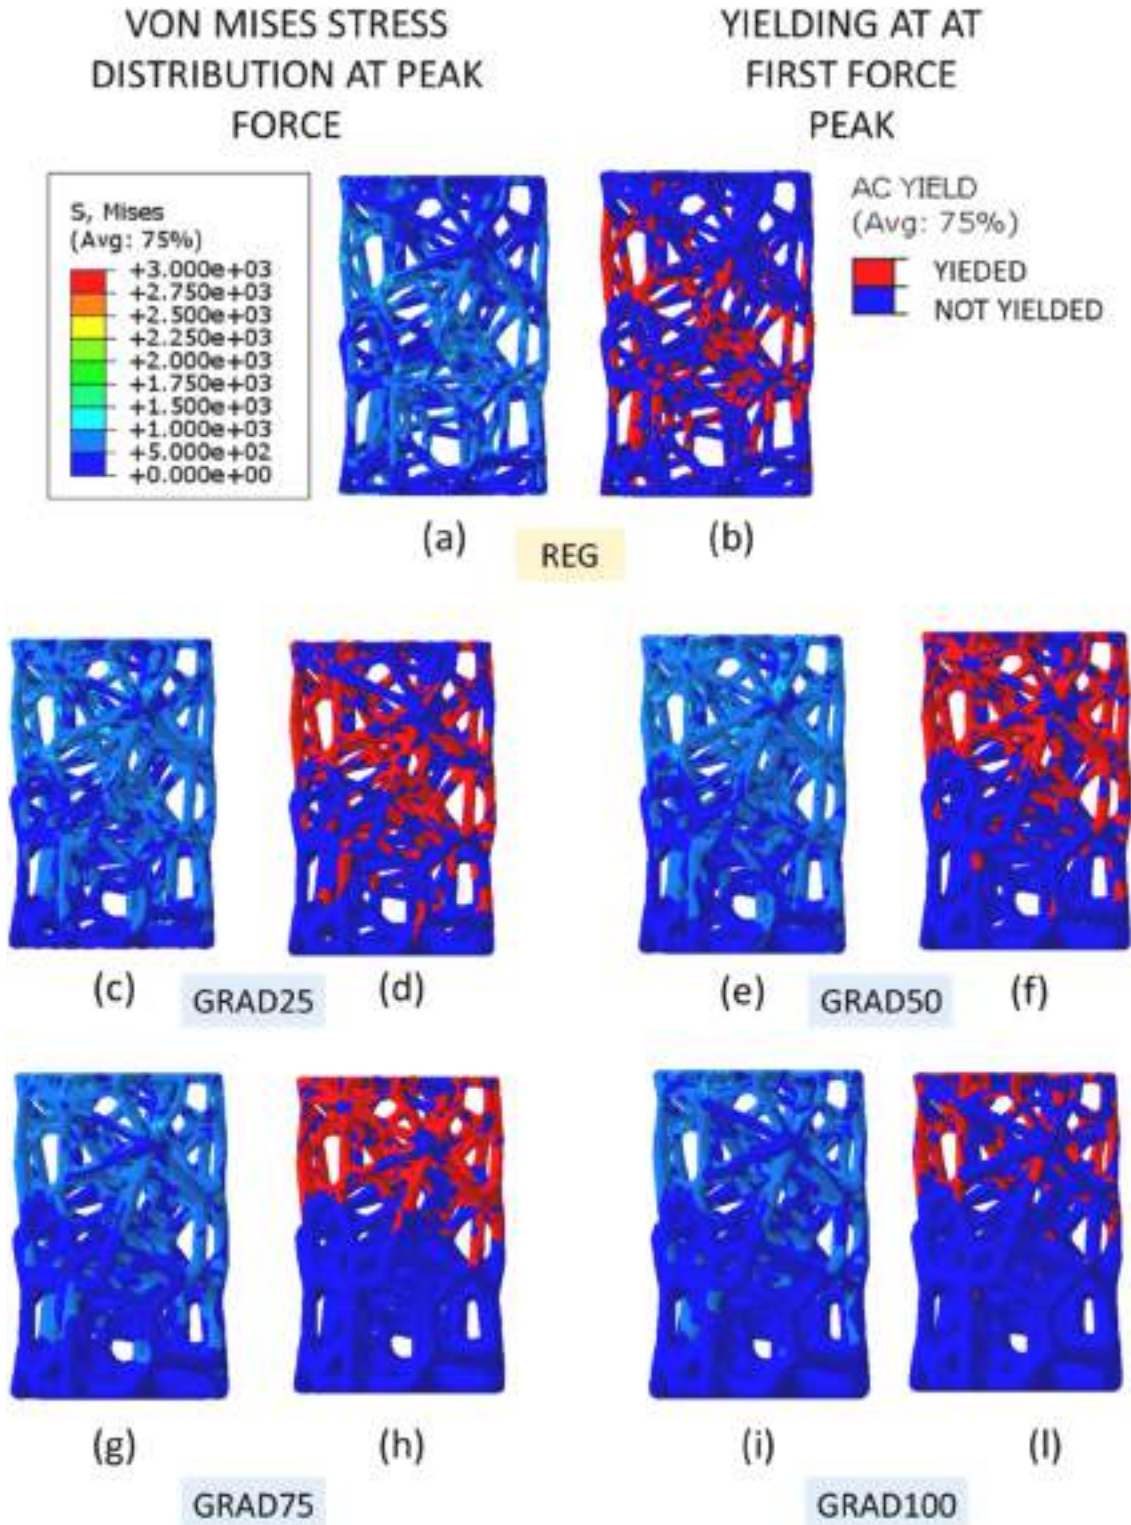 VON MISES STRESS
DISTRIBUTION AT PEAK
FORCE
YIELDING AT AT
FIRST FORCE
PEAK
S, Mises
(Avg: 75%)
+3.000e+03
+2.750e+03
+2.500e+03
+2.250e+03
+2.000e+03
+1.750e+03
+1.500e+03
+1.000e+03
+5.000e+02
+0.000e+00
AC YIELD
(Avg: 75%)
YIEDED
NOT YIELDED
(a)
(b)
REG
(c)
(d)
GRAD25
(e)
(f)
GRAD50
(g)
(h)
GRAD75
(i)
(l)
GRAD100